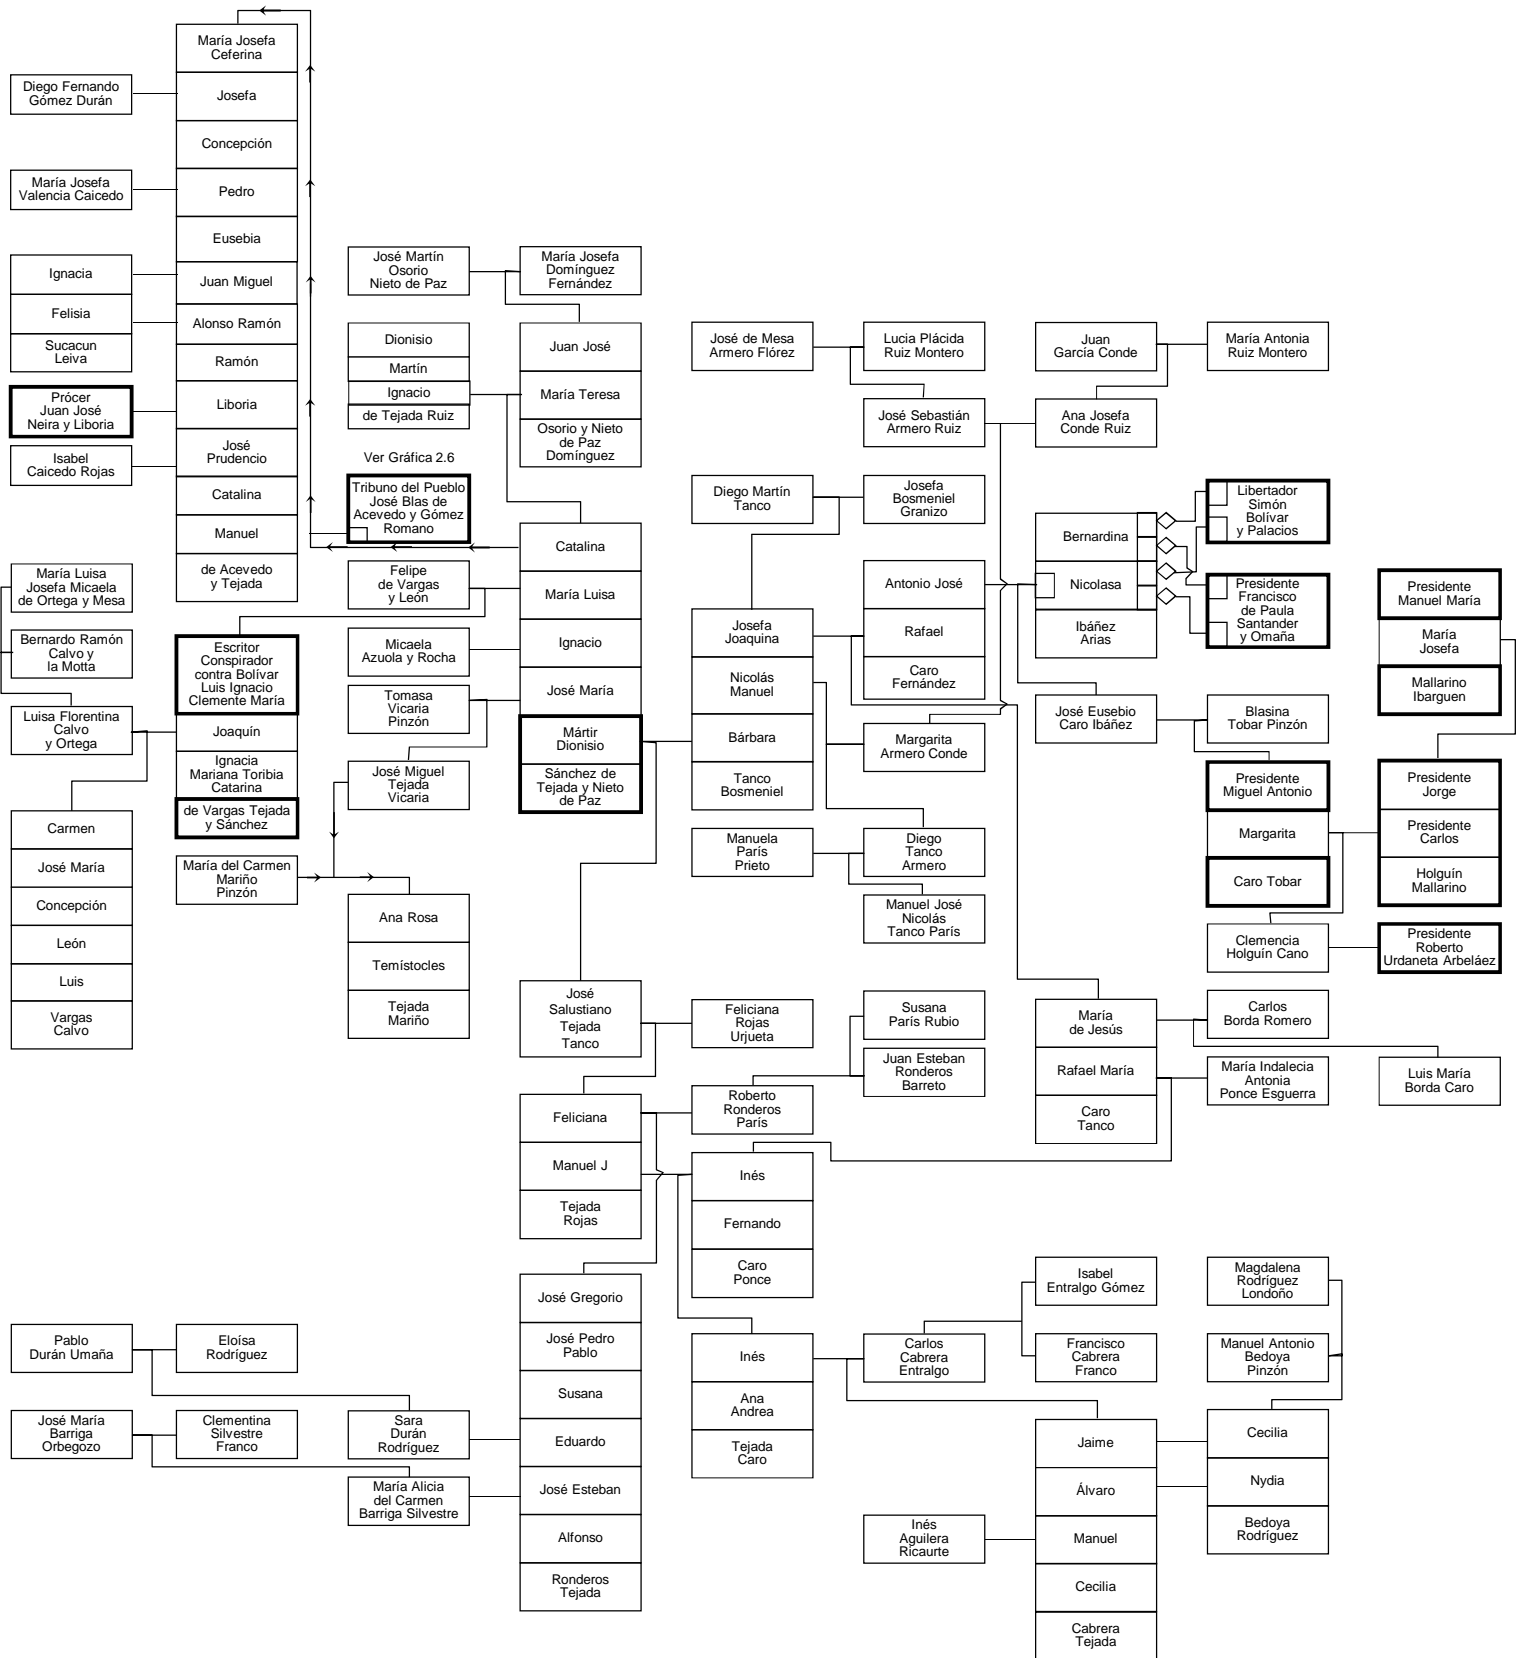 María Josefa
Ceferina
Josefa
Concepción
Pedro
Eusebia
Juan Miguel
Alonso Ramón
Ramón
Liboria
José
Prudencio
Catalina
Manuel
de Acevedo
y Tejada
Diego Fernando
Gómez Durán
María Josefa
Valencia Caicedo
Ignacia
Felisia
Sucacun
Leiva
Prócer
Juan José
Neira y Liboria
Isabel
Caicedo Rojas
María Luisa
Josefa Micaela
de Ortega y Mesa
Bernardo Ramón
Calvo y
la Motta
Luisa Florentina
Calvo
y Ortega
Carmen
José María
Concepción
León
Luis
Vargas
Calvo
Escritor
Conspirador
contra Bolívar
Luis Ignacio
Clemente María
Joaquín
Ignacia
Mariana Toribia
Catarina
de Vargas Tejada
y Sánchez
María del Carmen
Mariño
Pinzón
José Martín
Osorio
Nieto de Paz
María Josefa
Domínguez
Fernández
Dionisio
Martín
Ignacio
de Tejada Ruiz
Juan José
María Teresa
Osorio y Nieto
de Paz
Domínguez
Ver Gráfica 2.6
Tribuno del Pueblo
José Blas de
Acevedo y Gómez
Romano
Felipe
de Vargas
y León
Micaela
Azuola y Rocha
Tomasa
Vicaria
Pinzón
José Miguel
Tejada
Vicaria
Ana Rosa
Temístocles
Tejada
Mariño
Catalina
María Luisa
Ignacio
José María
Mártir
Dionisio
Sánchez de
Tejada y Nieto
de Paz
José de Mesa
Armero Flórez
Lucia Plácida
Ruiz Montero
Juan
García Conde
María Antonia
Ruiz Montero
José Sebastián
Armero Ruiz
Ana Josefa
Conde Ruiz
Diego Martín
Tanco
Josefa
Bosmeniel
Granizo
Josefa
Joaquina
Nicolás
Manuel
Bárbara
Tanco
Bosmeniel
Antonio José
Rafael
Caro
Fernández
Margarita
Armero Conde
Manuela
París
Prieto
Diego
Tanco
Armero
Manuel José
Nicolás
Tanco París
Bernardina
Nicolasa
Ibáñez
Arias
Libertador
Simón
Bolívar
y Palacios
Presidente
Francisco
de Paula
Santander
y Omaña
José Eusebio
Caro Ibáñez
Blasina
Tobar Pinzón
Presidente
Miguel Antonio
Margarita
Caro Tobar
Presidente
Manuel María
María
Josefa
Mallarino
Ibarguen
Presidente
Jorge
Presidente
Carlos
Holguín
Mallarino
Clemencia
Holguín Cano
Presidente
Roberto
Urdaneta Arbeláez
José
Salustiano
Tejada
Tanco
Feliciana
Rojas
Urjueta
Susana
París Rubio
Juan Esteban
Ronderos
Barreto
María
de Jesús
Rafael María
Caro
Tanco
Carlos
Borda Romero
María Indalecia
Antonia
Ponce Esguerra
Luis María
Borda Caro
Feliciana
Manuel J
Tejada
Rojas
Roberto
Ronderos
París
Inés
Fernando
Caro
Ponce
José Gregorio
José Pedro
Pablo
Susana
Eduardo
José Esteban
Alfonso
Ronderos
Tejada
Pablo
Durán Umaña
Eloísa
Rodríguez
José María
Barriga
Orbegozo
Clementina
Silvestre
Franco
Sara
Durán
Rodríguez
María Alicia
del Carmen
Barriga Silvestre
Inés
Ana
Andrea
Tejada
Caro
Carlos
Cabrera
Entralgo
Isabel
Entralgo Gómez
Francisco
Cabrera
Franco
Magdalena
Rodríguez
Londoño
Manuel Antonio
Bedoya
Pinzón
Jaime
Álvaro
Manuel
Cecilia
Cabrera
Tejada
Cecilia
Nydia
Bedoya
Rodríguez
Inés
Aguilera
Ricaurte